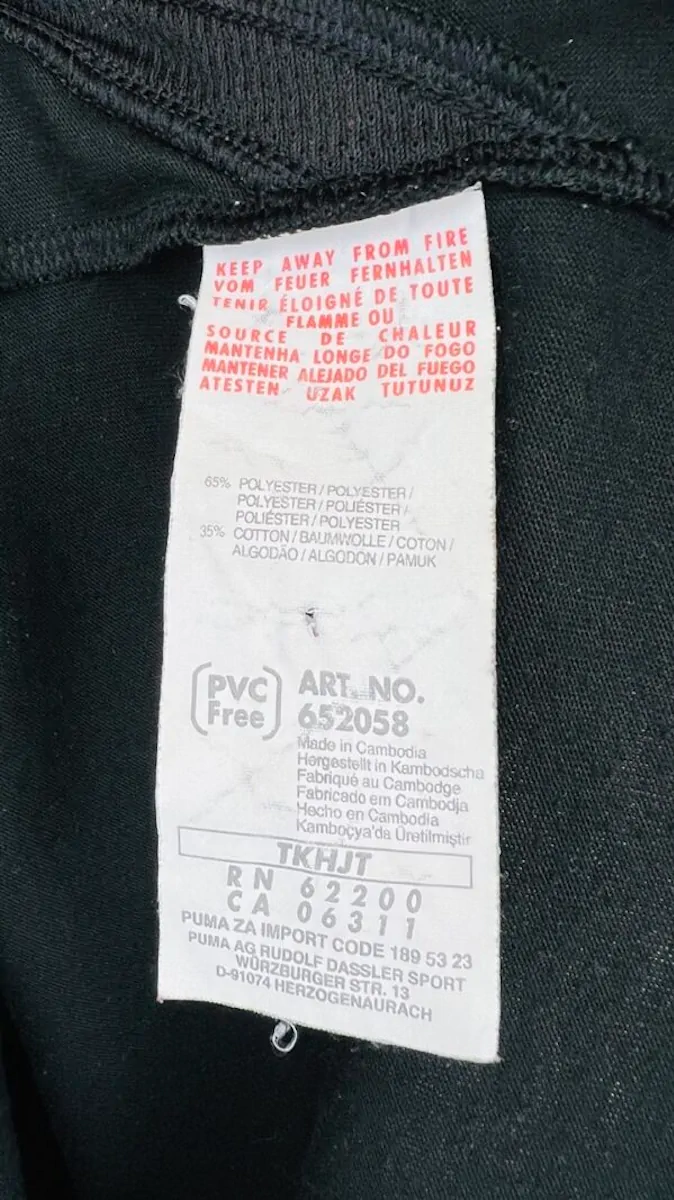 KEEP AWAY FROM FIRE
VOM FEUER FERNHALTEN
TENIR ÉLOIGNÉ DE TOUTE
FLAMME OU
SOURCE DE CHALEUR
MANTENHA LONGE DO FOGO
MANTENER ALEJADO DEL FUEGO
ATESTEN UZAK TUTUNUZ
65% POLYESTER / POLYESTER /
POLYESTER / POLIÉSTER /
POLIÉSTER / POLYESTER
35% COTTON / BAUMWOLLE / COTON /
ALGODÃO / ALGODON / PAMUK
PVC
Free
ART. NO.
652058
Made in Cambodia
Hergestellt in Kambodscha
Fabriqué au Cambodge
Fabricado em Cambodja
Hecho en Cambodia
Kamboçya'da Üretilmiştir
TKHJT
RN 62200
CA 06311
PUMA ZA IMPORT CODE 189 53 23
PUMA AG RUDOLF DASSLER SPORT
WÜRZBURGER STR. 13
D-91074 HERZOGENAURACH